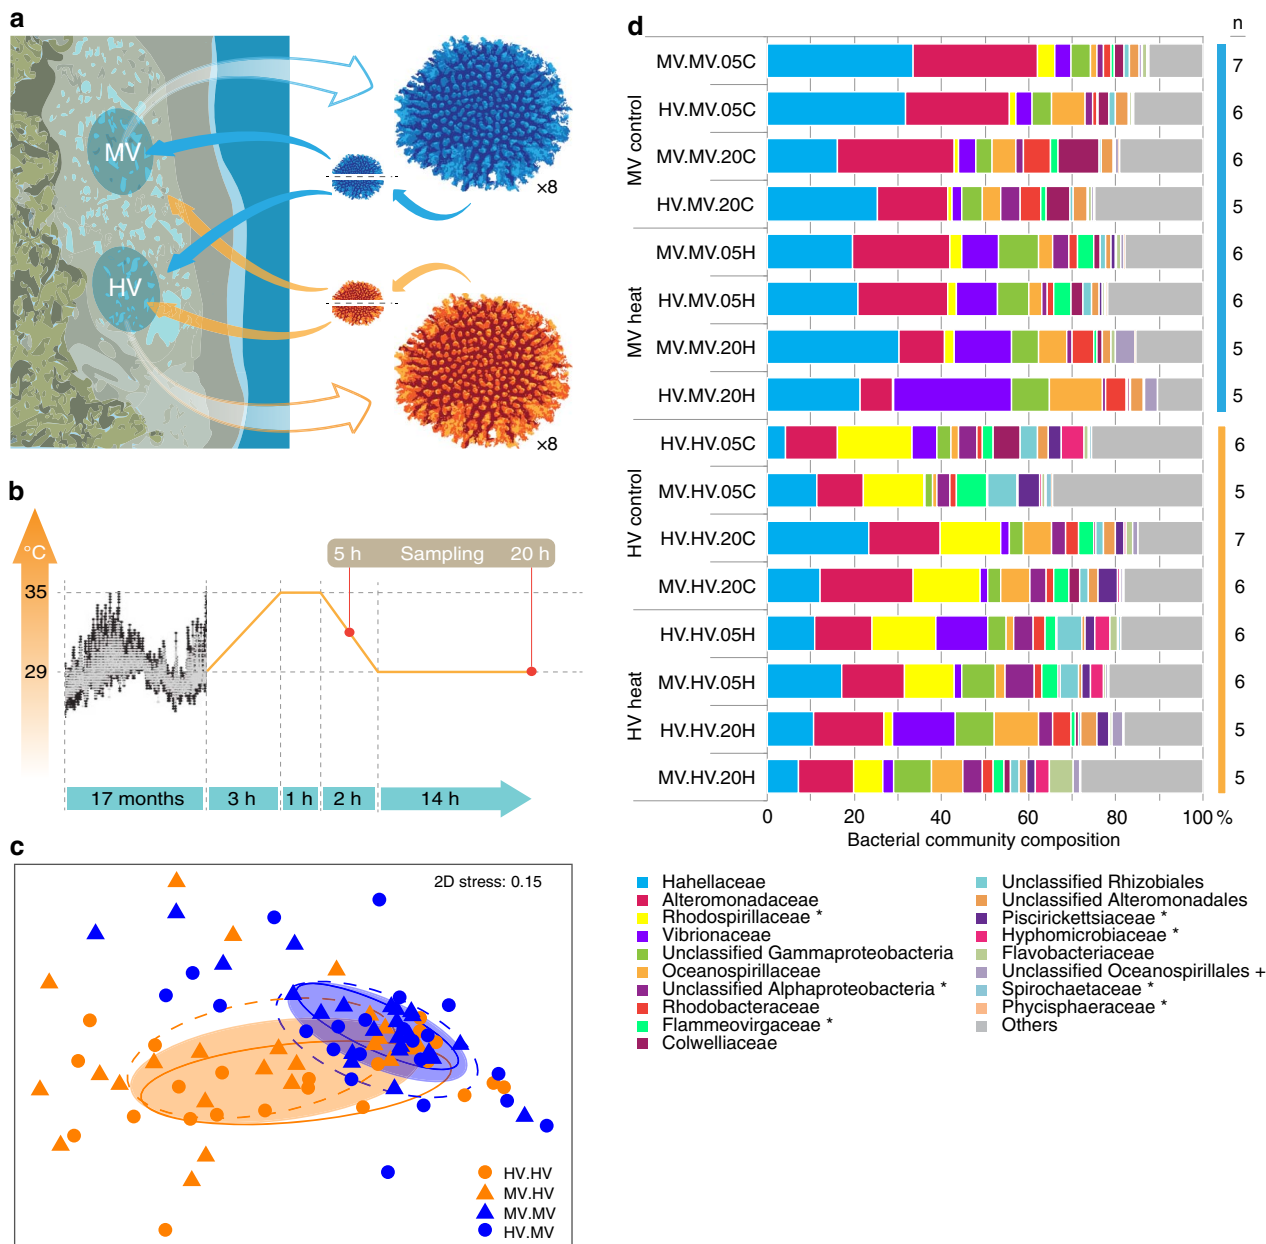 a
MV
HV
×8
×8
b
°C
35
29
5 h Sampling 20 h
17 months 3 h 1 h 2 h 14 h
c
2D stress: 0.15
HV.HV
MV.HV
MV.MV
HV.MV
d
n
MV control
MV heat
HV control
HV heat
MV.MV.05C 7
HV.MV.05C 6
MV.MV.20C 6
HV.MV.20C 5
MV.MV.05H 6
HV.MV.05H 6
MV.MV.20H 5
HV.MV.20H 5
HV.HV.05C 6
MV.HV.05C 5
HV.HV.20C 7
MV.HV.20C 6
HV.HV.05H 6
MV.HV.05H 6
HV.HV.20H 5
MV.HV.20H 5
0 20 40 60 80 100 %
Bacterial community composition
Hahellaceae
Alteromonadaceae
Rhodospirillaceae *
Vibrionaceae
Unclassified Gammaproteobacteria
Oceanospirillaceae
Unclassified Alphaproteobacteria *
Rhodobacteraceae
Flammeovirgaceae *
Colwelliaceae
Unclassified Rhizobiales
Unclassified Alteromonadales
Piscirickettsiaceae *
Hyphomicrobiaceae *
Flavobacteriaceae
Unclassified Oceanospirillales +
Spirochaetaceae *
Phycisphaeraceae *
Others